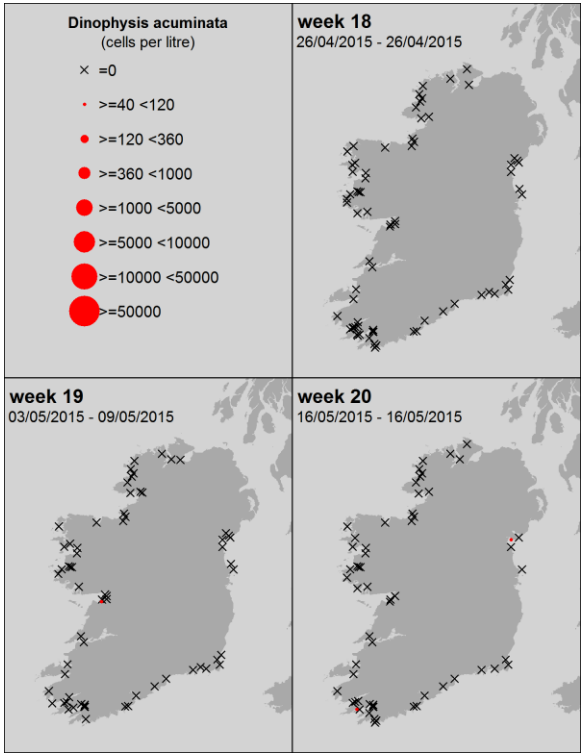 Dinophysis acuminata
(cells per litre)
=0
>=40 <120
>=120 <360
>=360 <1000
>=1000 <5000
>=5000 <10000
>=10000 <50000
>=50000
week 18
26/04/2015 - 26/04/2015
week 19
03/05/2015 - 09/05/2015
week 20
16/05/2015 - 16/05/2015